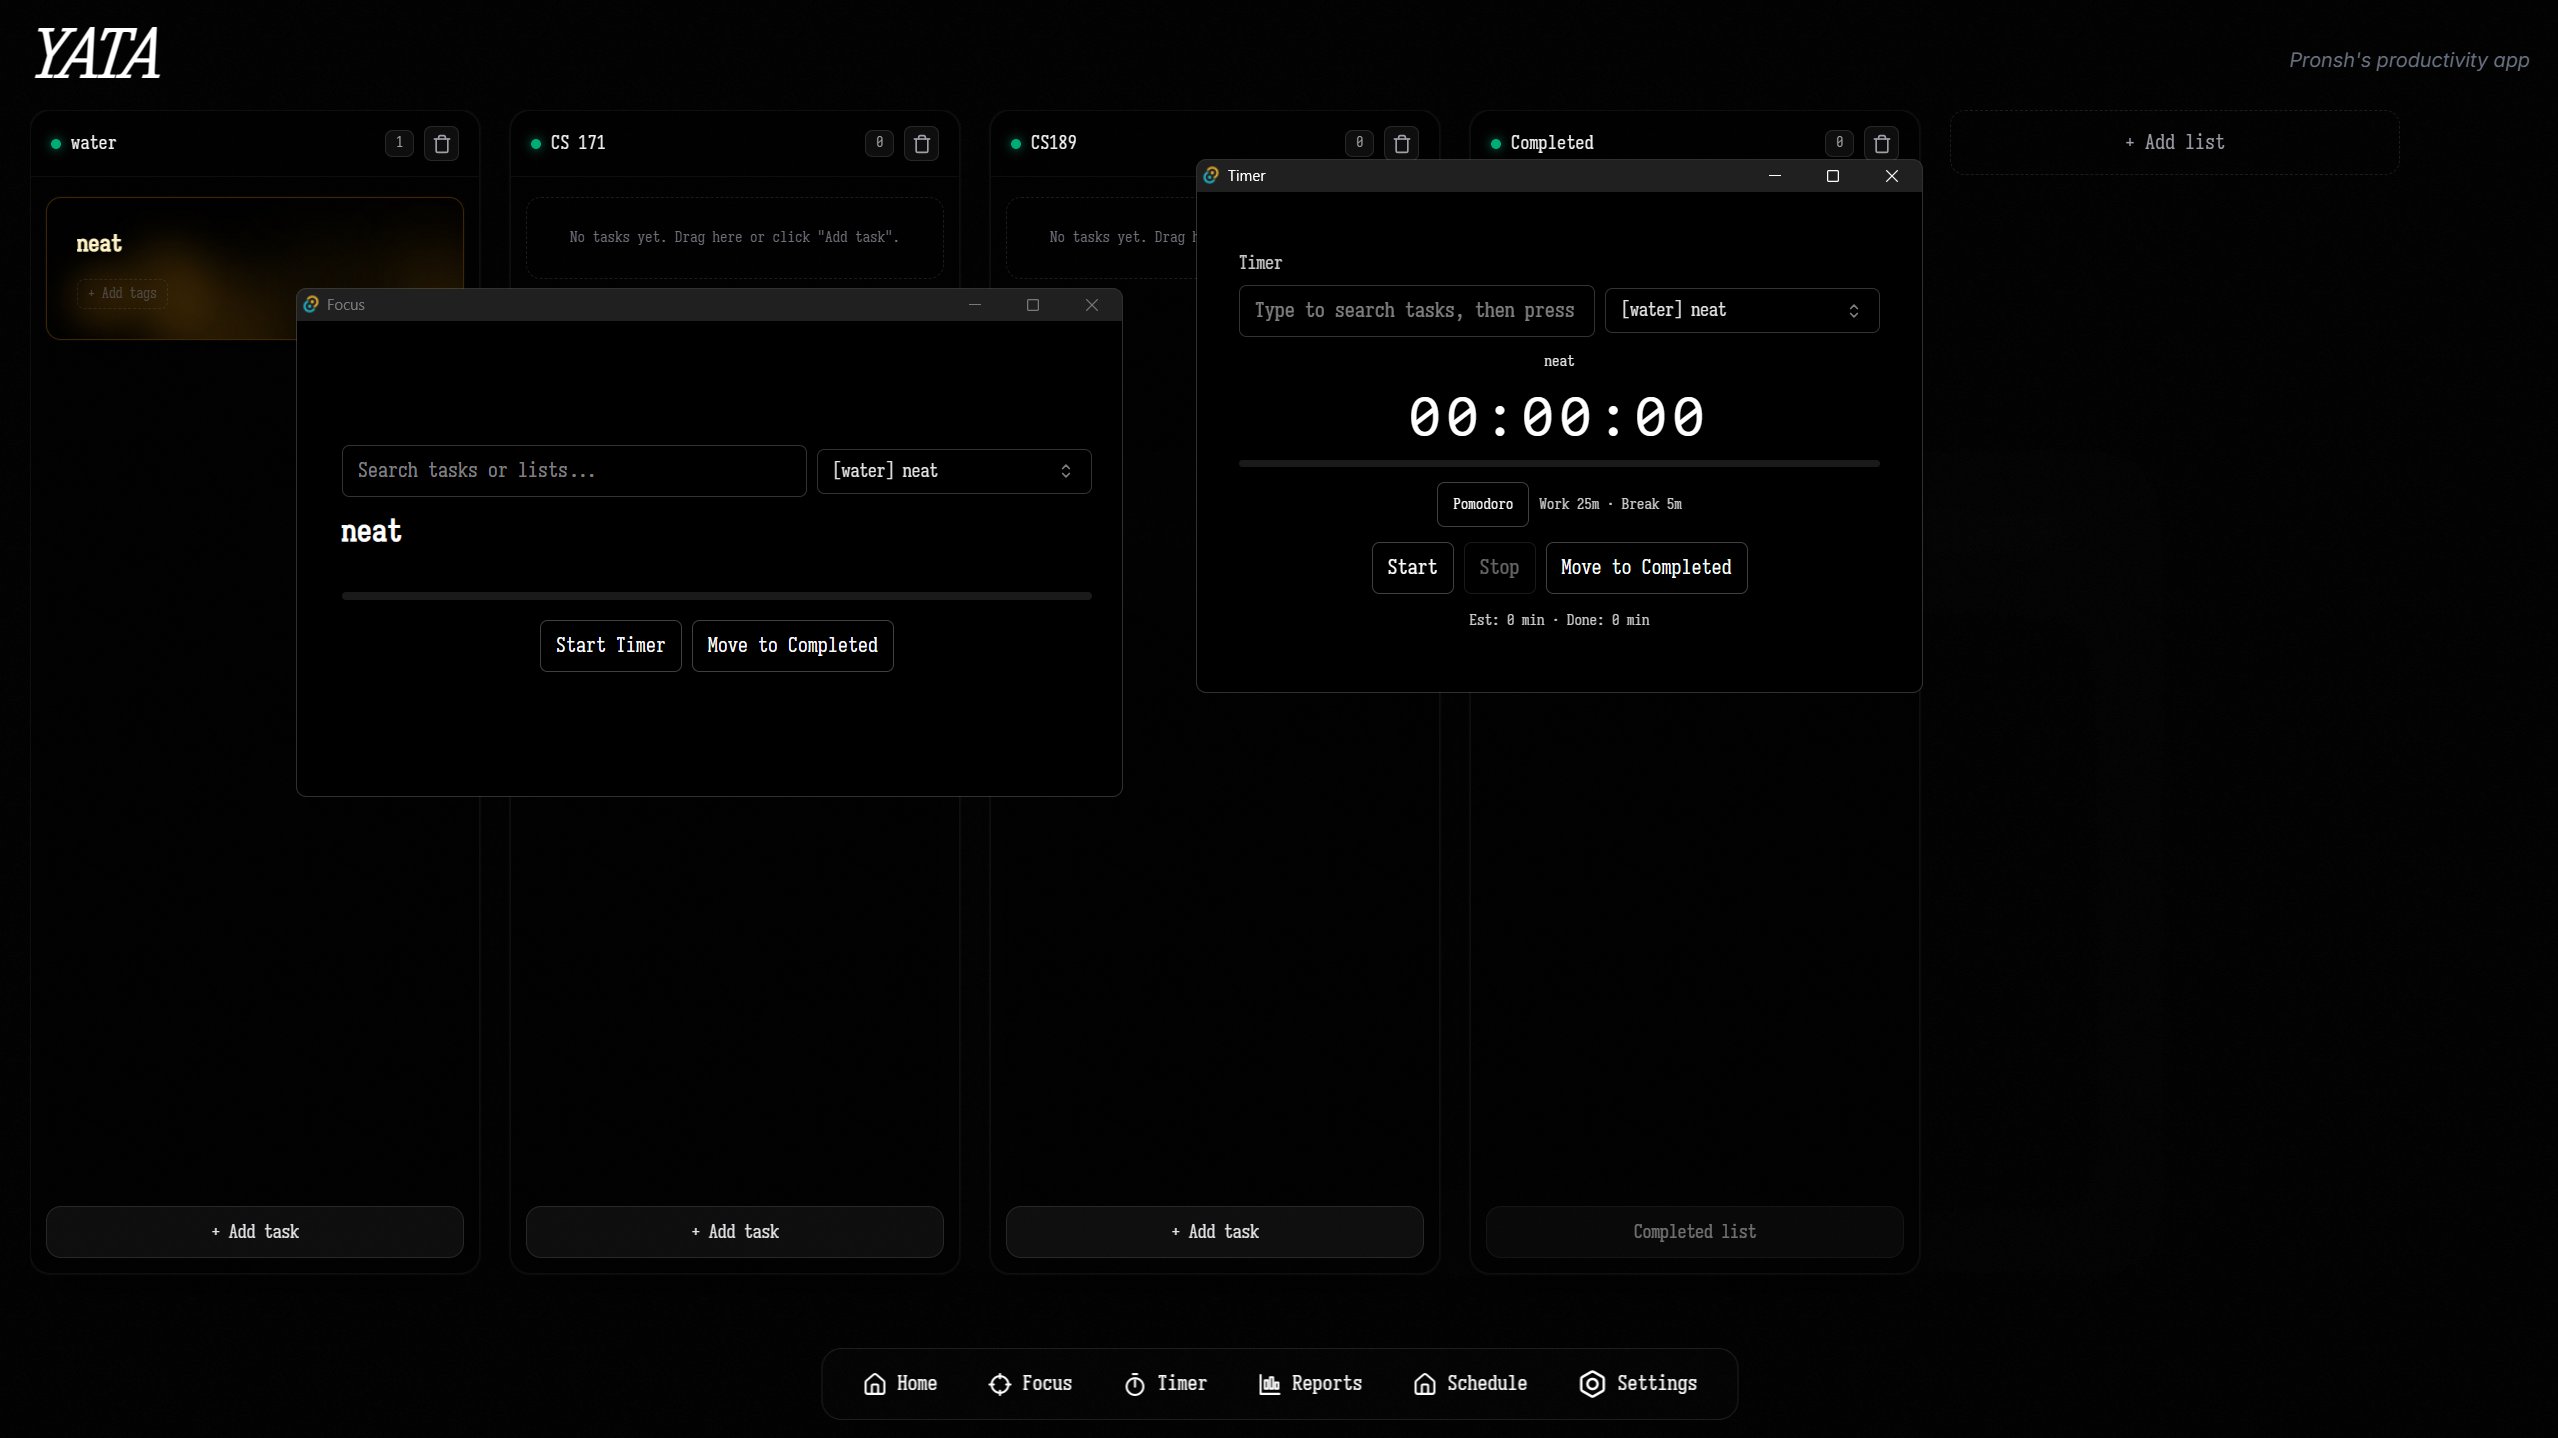 YATA
Pronsh's productivity app
water
1
CS 171
0
CS189
0
Completed
0
+ Add list
neat
+ Add tags
No tasks yet. Drag here or click "Add task".
No tasks yet. Drag
Focus
Search tasks or lists...
[water] neat
neat
Start Timer
Move to Completed
Timer
Timer
Type to search tasks, then press
[water] neat
neat
00:00:00
Pomodoro
Work 25m · Break 5m
Start
Stop
Move to Completed
Est: 0 min · Done: 0 min
+ Add task
+ Add task
+ Add task
Completed list
Home
Focus
Timer
Reports
Schedule
Settings